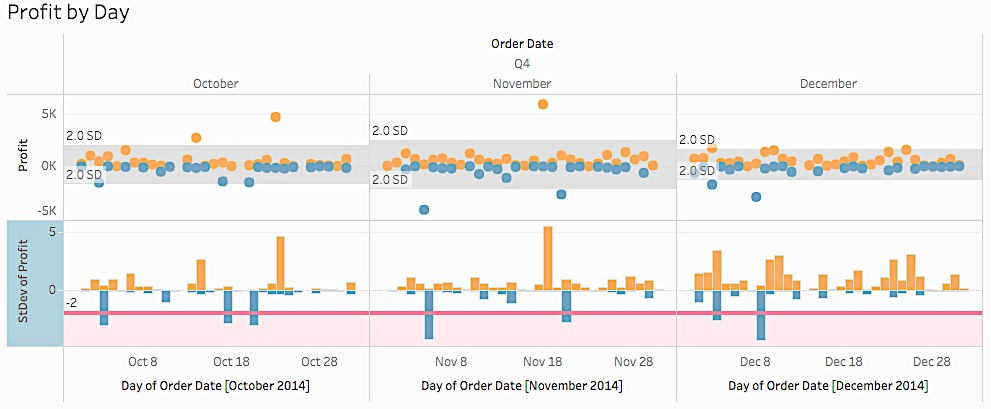 Profit by Day
Order Date
Q4
October
November
December
Profit
5K
0K
-5K
2.0 SD
2.0 SD
2.0 SD
2.0 SD
2.0 SD
2.0 SD
StDev of Profit
5
0
-2
Oct 8
Oct 18
Oct 28
Nov 8
Nov 18
Nov 28
Dec 8
Dec 18
Dec 28
Day of Order Date [October 2014]
Day of Order Date [November 2014]
Day of Order Date [December 2014]